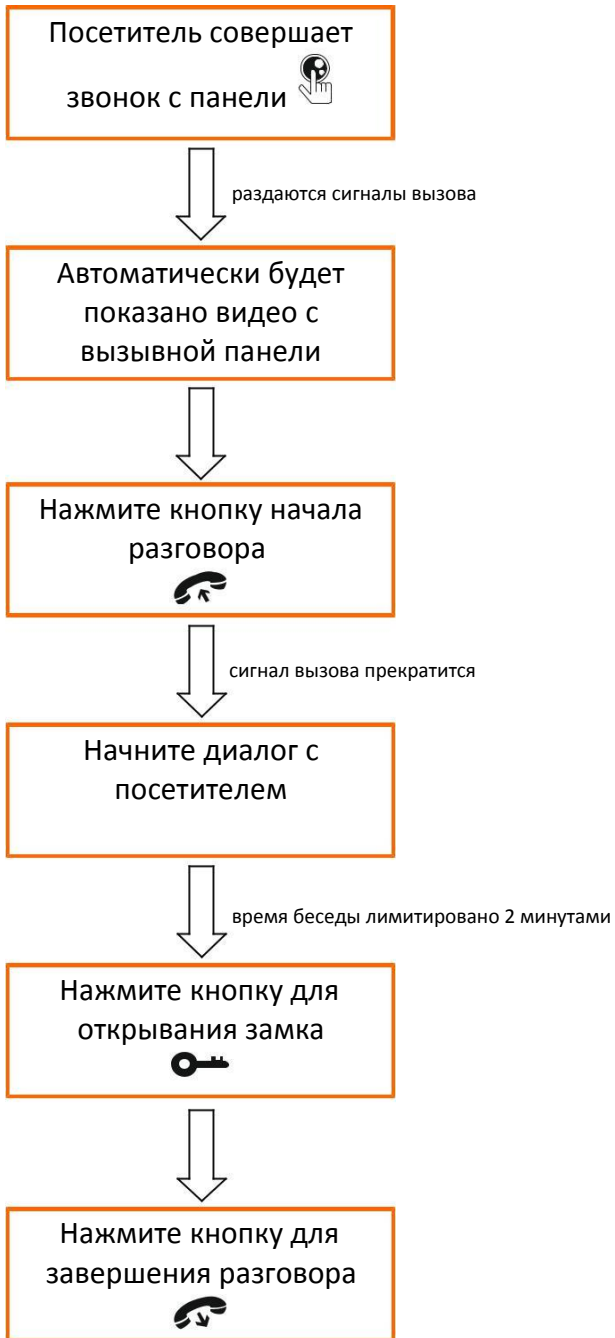 Посетитель совершает
звонок с панели
раздаются сигналы вызова
Автоматически будет
показано видео с
вызывной панели
Нажмите кнопку начала
разговора
сигнал вызова прекратится
Начните диалог с
посетителем
время беседы лимитировано 2 минутами
Нажмите кнопку для
открывания замка
Нажмите кнопку для
завершения разговора